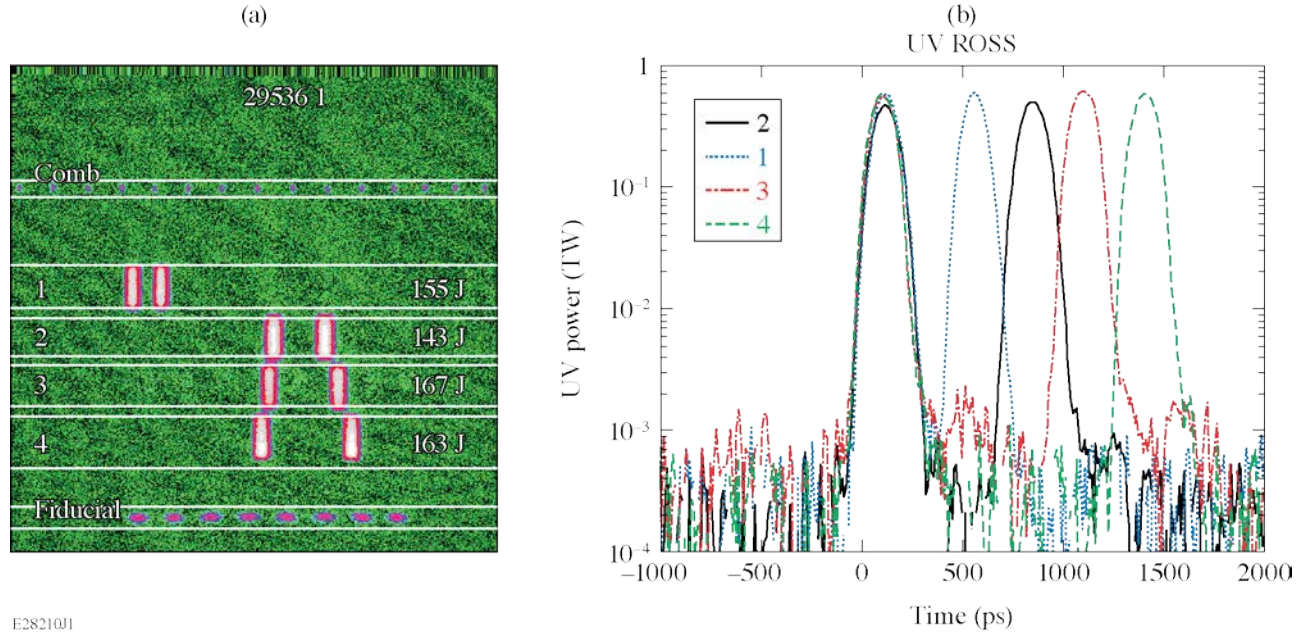 (a)
29536 1
Comb
1 155 J
2 143 J
3 167 J
4 163 J
Fiducial
E28210J1
(b)
UV ROSS
1
10⁻¹
10⁻²
10⁻³
10⁻⁴
UV power (TW)
2
1
3
4
–1000 –500 0 500 1000 1500 2000
Time (ps)